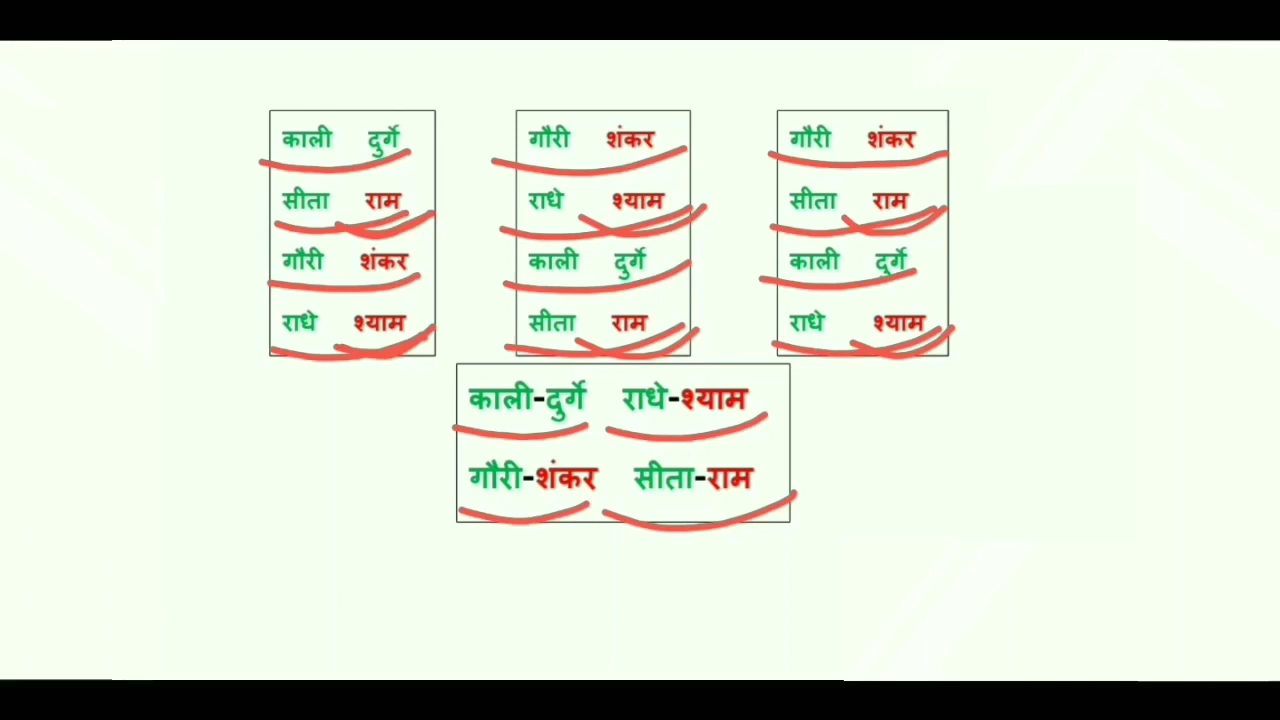 काली दुर्गे
सीता राम
गौरी शंकर
राधे श्याम
गौरी शंकर
राधे श्याम
काली दुर्गे
सीता राम
गौरी शंकर
सीता राम
काली दुर्गे
राधे श्याम
काली-दुर्गे राधे-श्याम
गौरी-शंकर सीता-राम